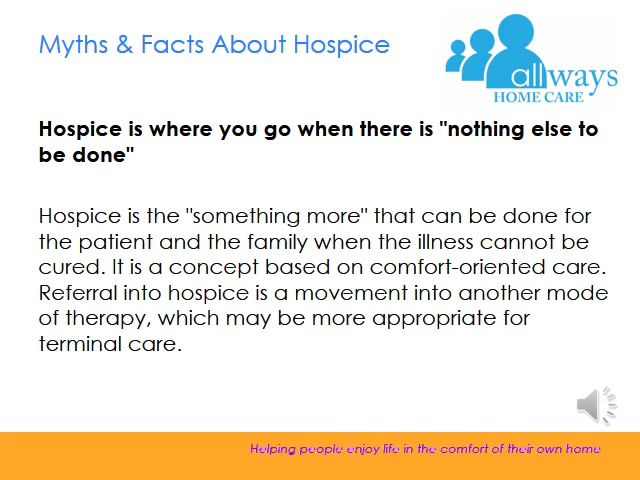 Myths & Facts About Hospice
allways
HOME CARE
Hospice is where you go when there is "nothing else to
be done"
Hospice is the "something more" that can be done for
the patient and the family when the illness cannot be
cured. It is a concept based on comfort-oriented care.
Referral into hospice is a movement into another mode
of therapy, which may be more appropriate for
terminal care.
Helping people enjoy life in the comfort of their own home